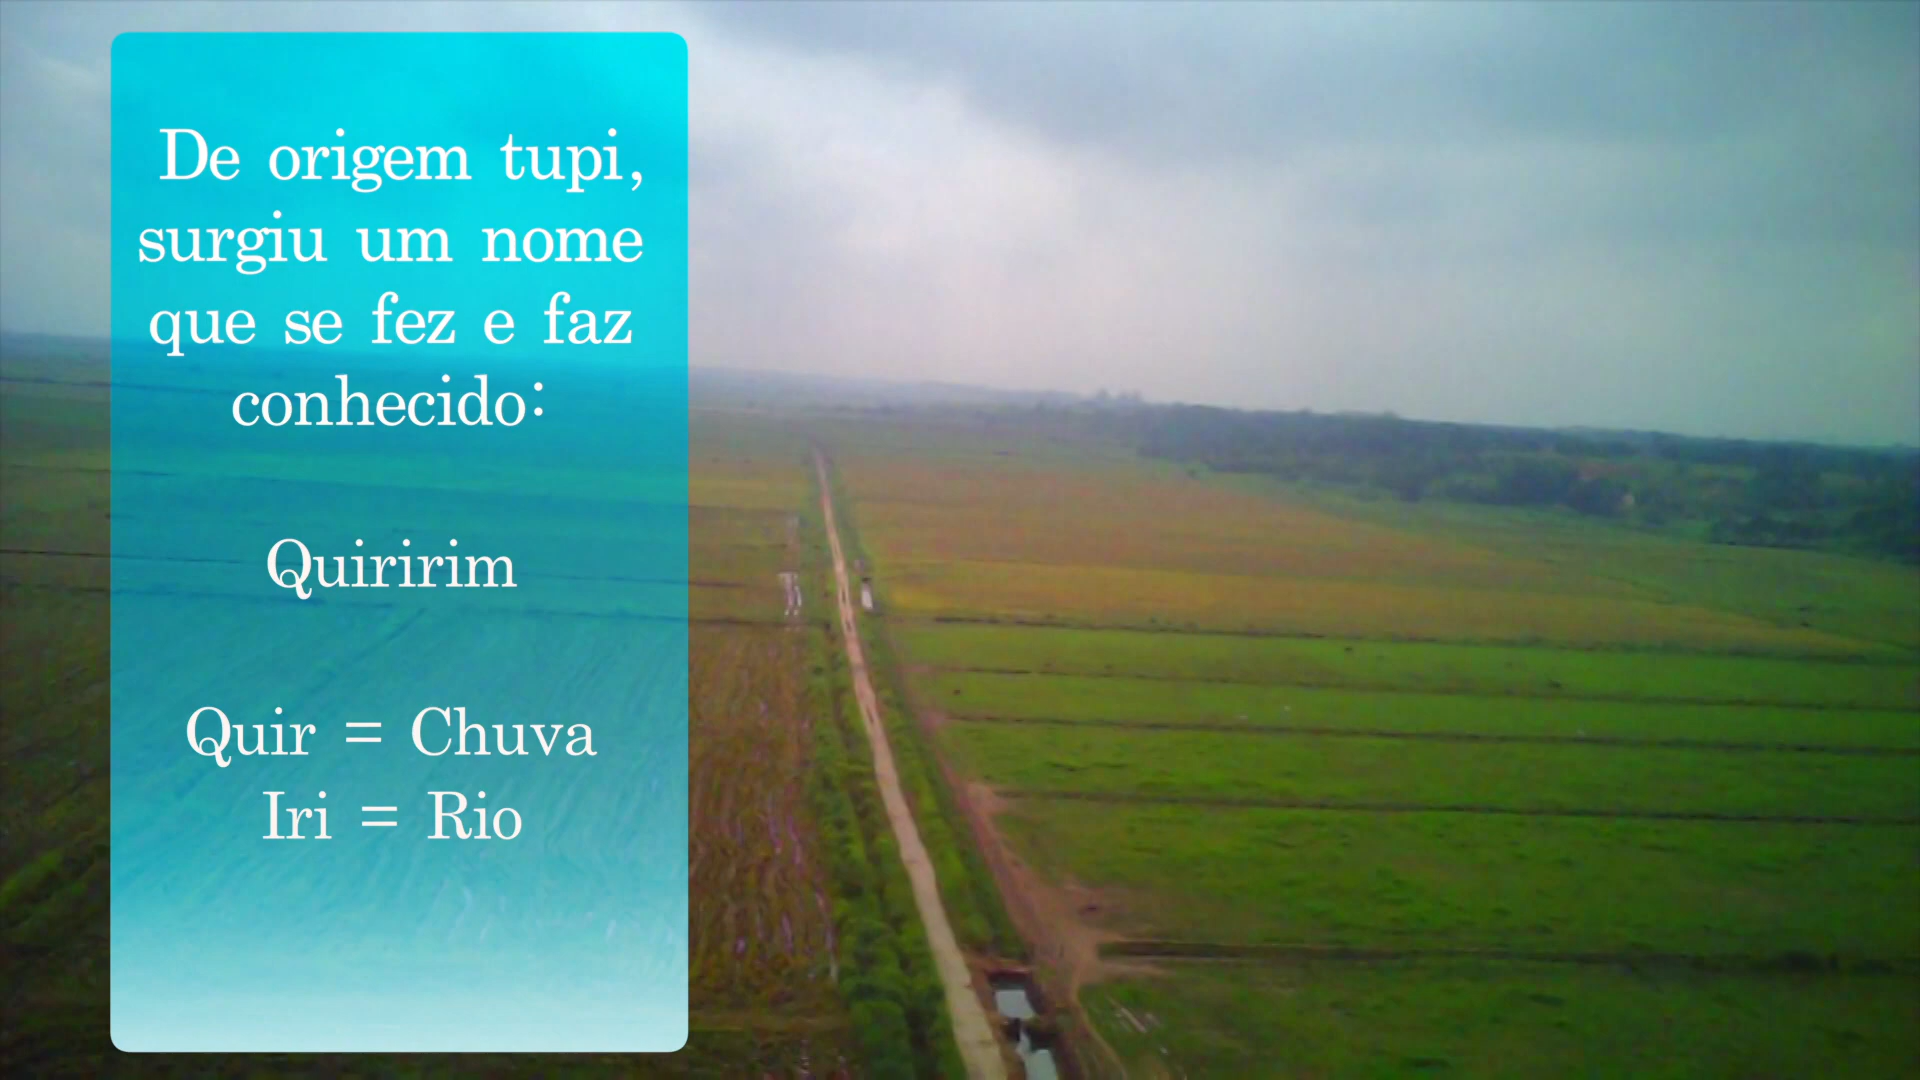 De origem tupi,
surgiu um nome
que se fez e faz
conhecido:
Quiririm
Quir = Chuva
Iri = Rio